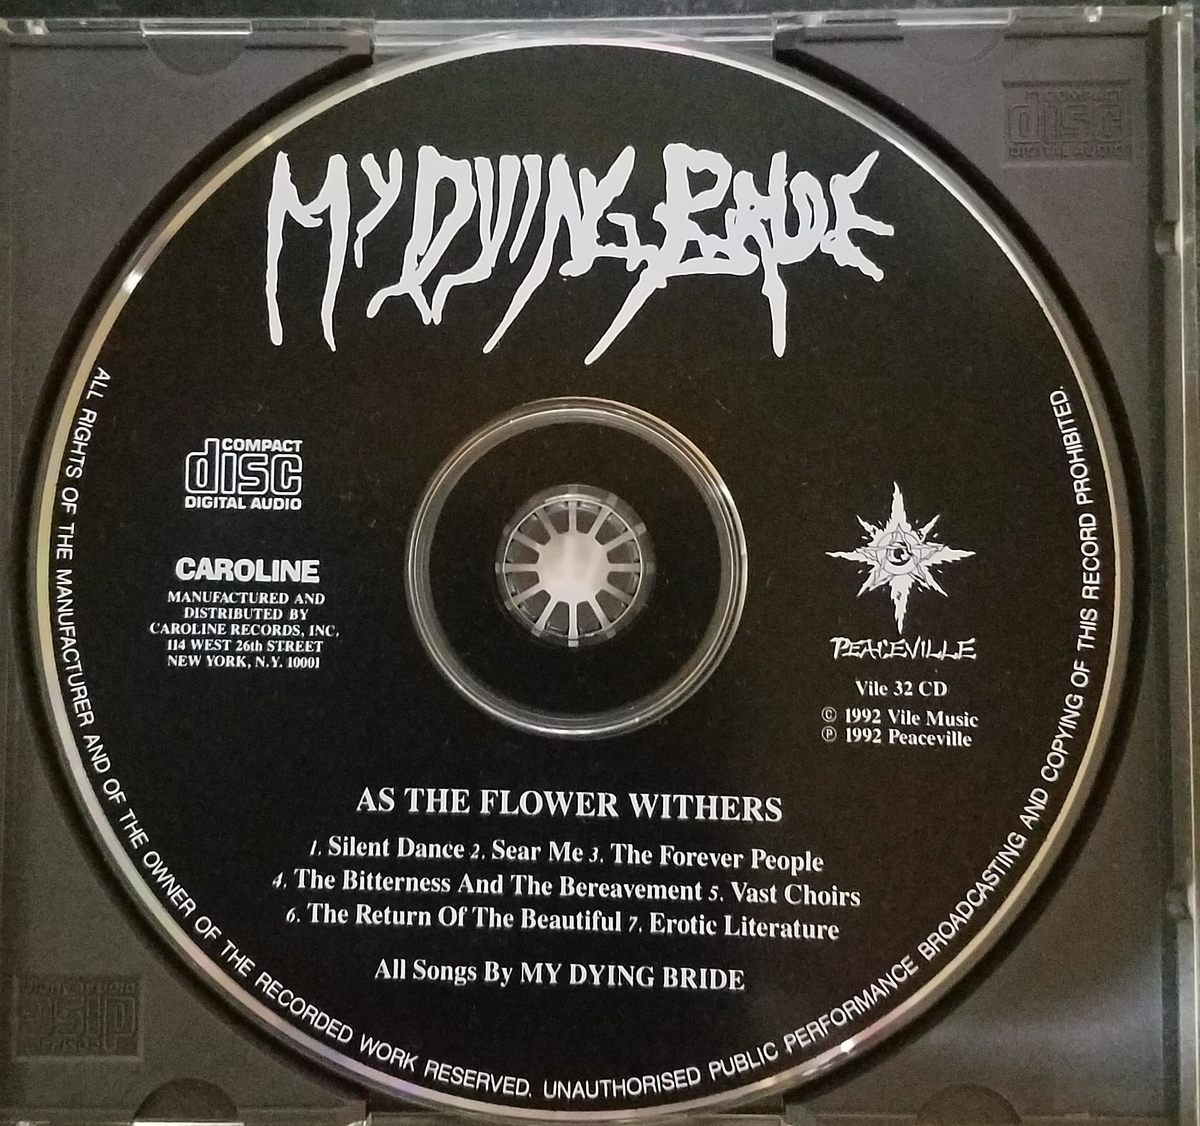 MY DYING BRIDE
COMPACT
disc
DIGITAL AUDIO
COMPACT
disc
DIGITAL AUDIO
CAROLINE
MANUFACTURED AND
DISTRIBUTED BY
CAROLINE RECORDS, INC.
114 WEST 26th STREET
NEW YORK, N.Y. 10001
PEACEVILLE
Vile 32 CD
© 1992 Vile Music
℗ 1992 Peaceville
AS THE FLOWER WITHERS
1. Silent Dance 2. Sear Me 3. The Forever People
4. The Bitterness And The Bereavement 5. Vast Choirs
6. The Return Of The Beautiful 7. Erotic Literature
All Songs By MY DYING BRIDE
ALL RIGHTS OF THE MANUFACTURER AND OF THE OWNER OF THE RECORDED WORK RESERVED. UNAUTHORISED PUBLIC PERFORMANCE BROADCASTING AND COPYING OF THIS RECORD PROHIBITED.
COMPACT
disc
DIGITAL AUDIO